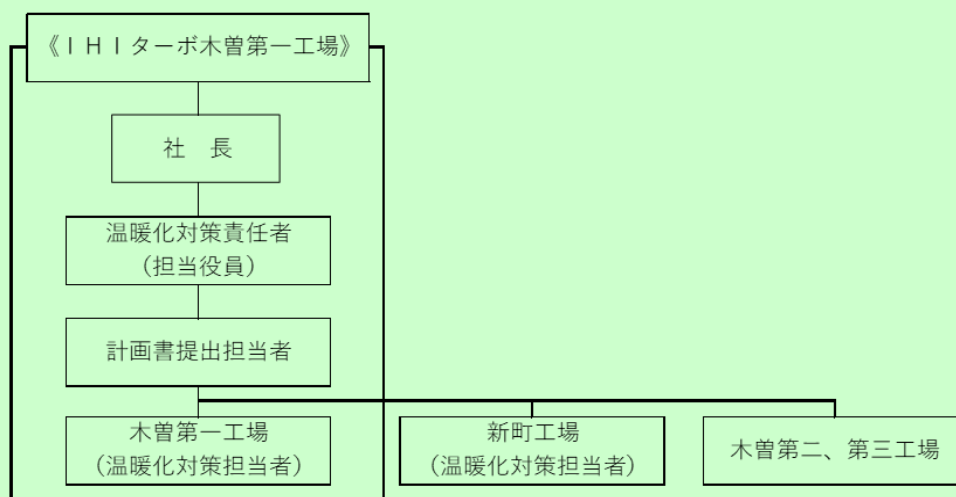 《ＩＨＩターボ木曽第一工場》
社　長
温暖化対策責任者
（担当役員）
計画書提出担当者
木曽第一工場
（温暖化対策担当者）
新町工場
（温暖化対策担当者）
木曽第二、第三工場